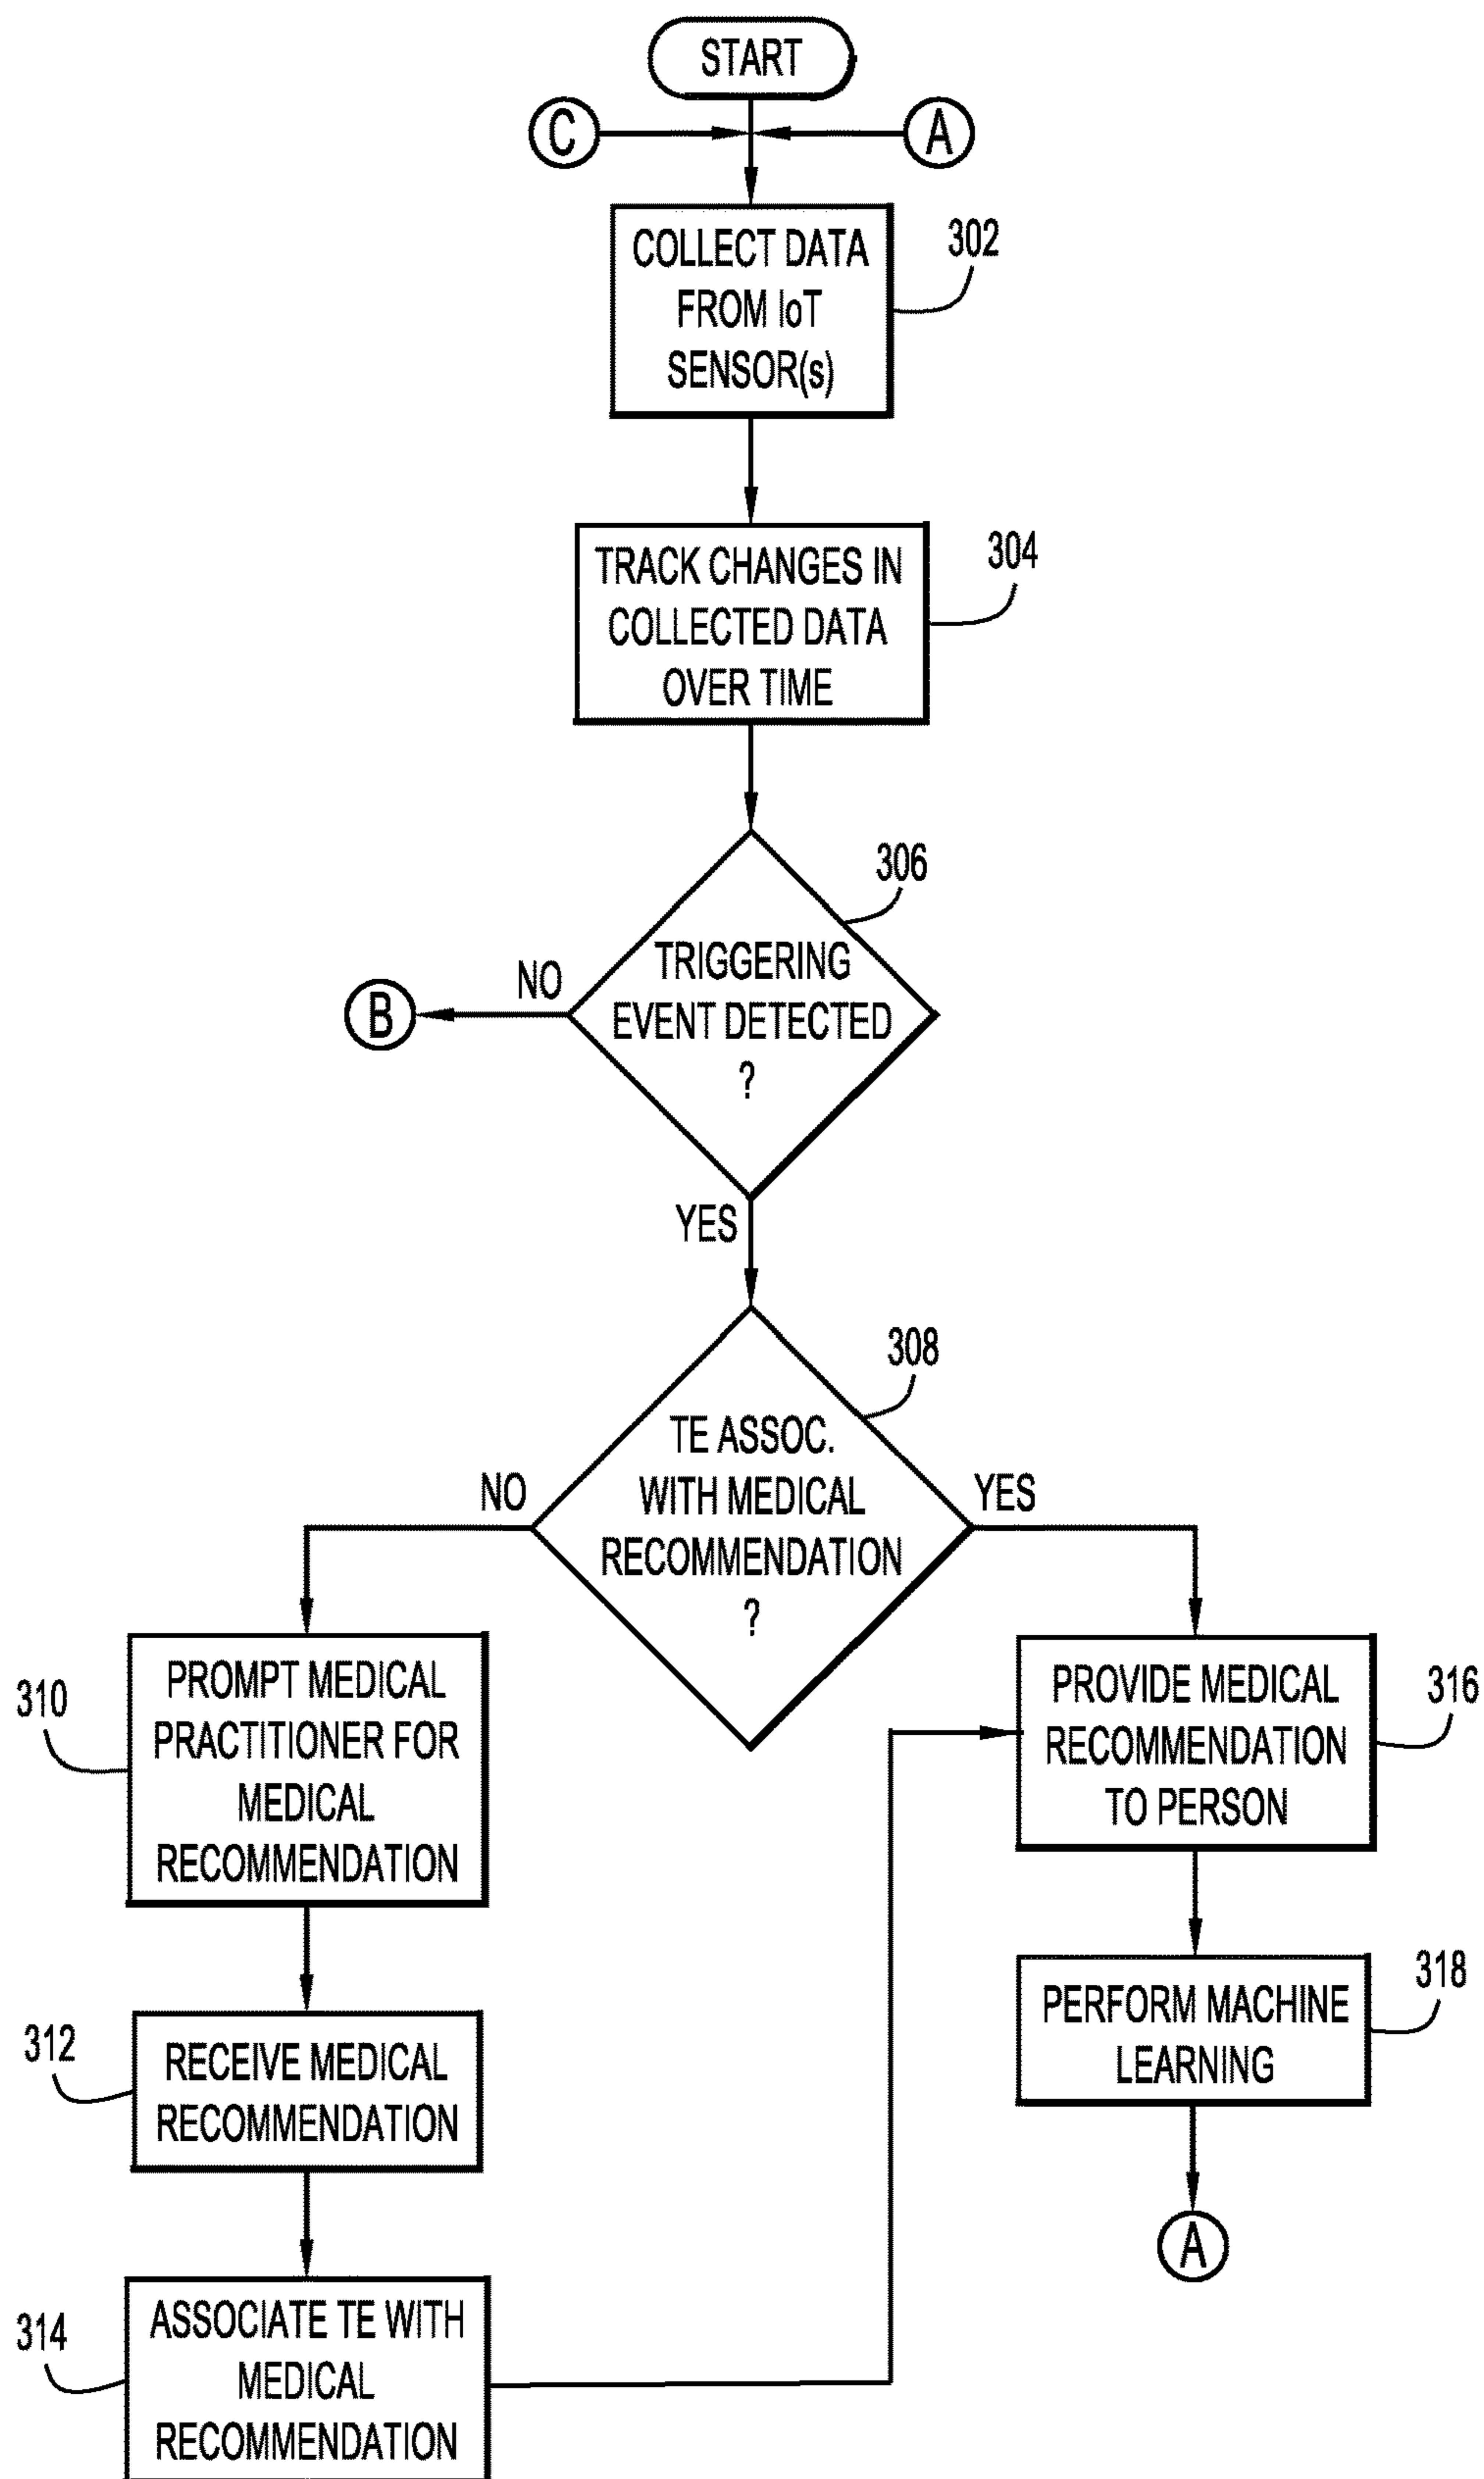 START
C
A
COLLECT DATA
FROM IoT
SENSOR(s)
302
TRACK CHANGES IN
COLLECTED DATA
OVER TIME
304
306
TRIGGERING
EVENT DETECTED
?
NO
B
YES
308
TE ASSOC.
WITH MEDICAL
RECOMMENDATION
?
NO
YES
310
PROMPT MEDICAL
PRACTITIONER FOR
MEDICAL
RECOMMENDATION
PROVIDE MEDICAL
RECOMMENDATION
TO PERSON
316
312
RECEIVE MEDICAL
RECOMMENDATION
PERFORM MACHINE
LEARNING
318
A
314
ASSOCIATE TE WITH
MEDICAL
RECOMMENDATION